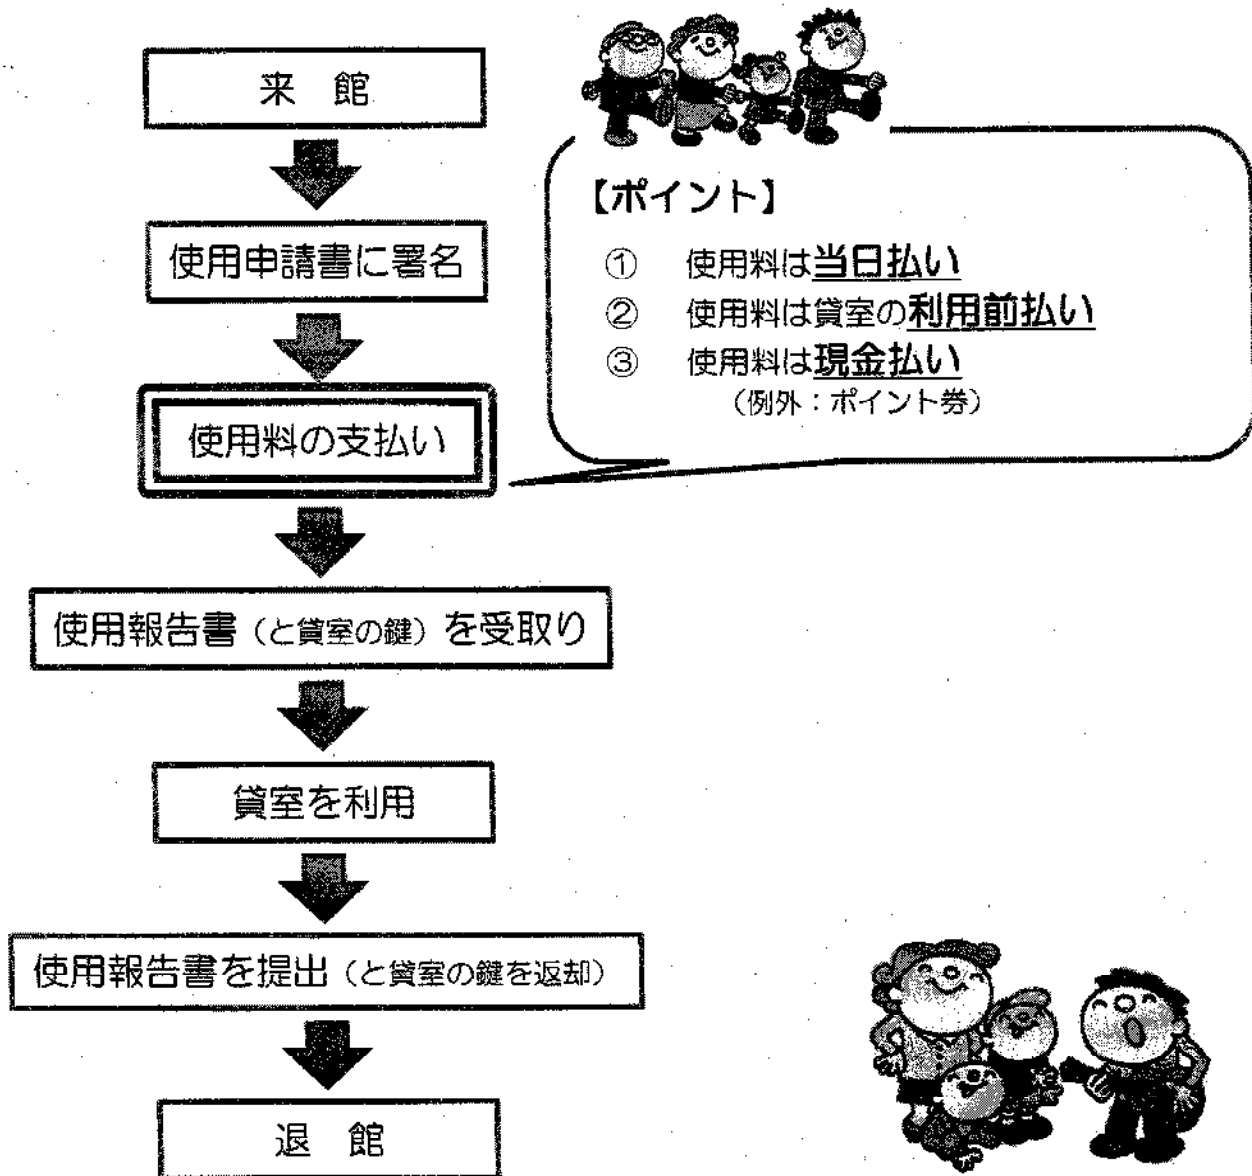 来 館
使用申請書に署名
使用料の支払い
【ポイント】
① 使用料は当日払い
② 使用料は貸室の利用前払い
③ 使用料は現金払い
(例外：ポイント券)
使用報告書（と貸室の鍵）を受取り
貸室を利用
使用報告書を提出（と貸室の鍵を返却）
退 館